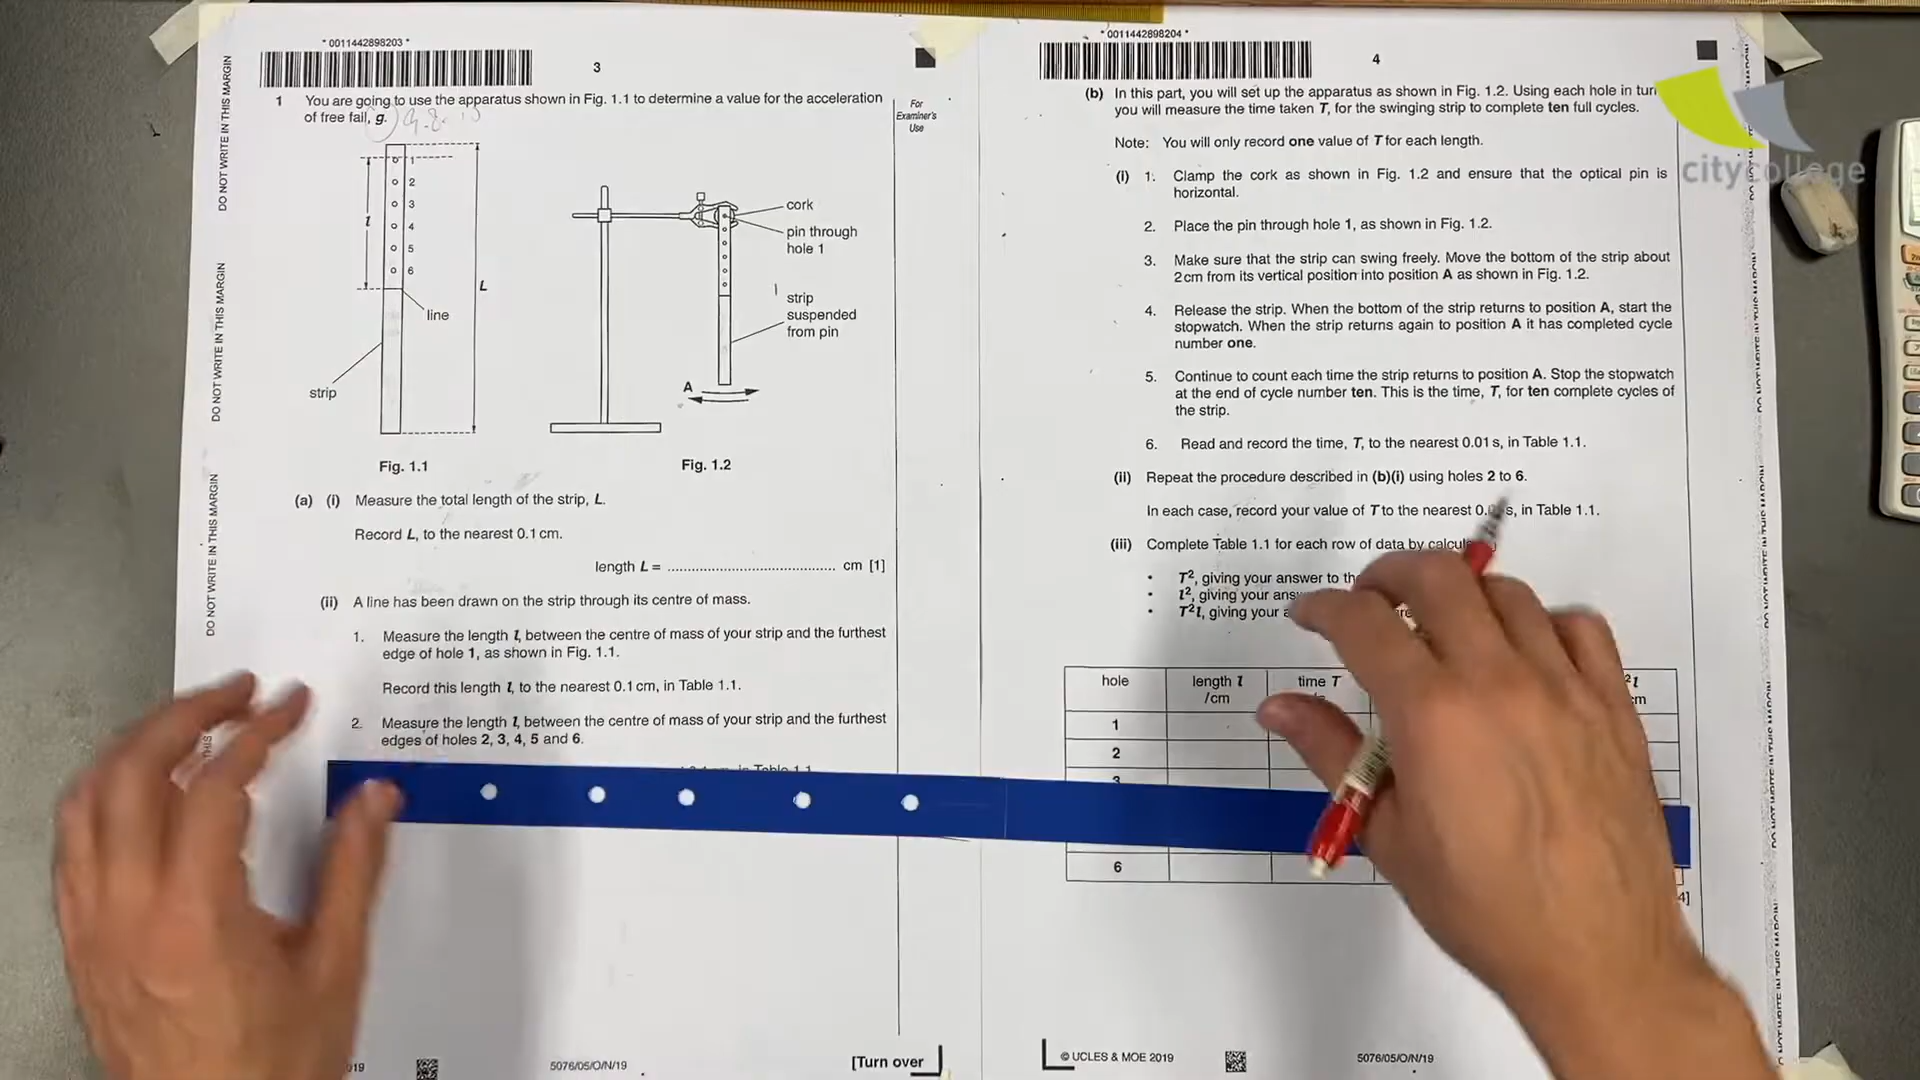 * 0011442898203 *
3
DO NOT WRITE IN THIS MARGIN
DO NOT WRITE IN THIS MARGIN
DO NOT WRITE IN THIS MARGIN
1 You are going to use the apparatus shown in Fig. 1.1 to determine a value for the acceleration
of free fall, g.
For
Examiner's
Use
1
2
3
4
5
6
l
L
line
strip
Fig. 1.1
cork
pin through
hole 1
strip
suspended
from pin
A
Fig. 1.2
(a) (i) Measure the total length of the strip, L.
Record L, to the nearest 0.1 cm.
length L = ........................................ cm [1]
(ii) A line has been drawn on the strip through its centre of mass.
1. Measure the length l, between the centre of mass of your strip and the furthest
edge of hole 1, as shown in Fig. 1.1.
Record this length l, to the nearest 0.1 cm, in Table 1.1.
2. Measure the length l, between the centre of mass of your strip and the furthest
edges of holes 2, 3, 4, 5 and 6.
in Table 1.1
019
5076/05/O/N/19
[Turn over
* 0011442898204 *
4
citycollege
(b) In this part, you will set up the apparatus as shown in Fig. 1.2. Using each hole in turn
you will measure the time taken T, for the swinging strip to complete ten full cycles.
Note: You will only record one value of T for each length.
(i) 1. Clamp the cork as shown in Fig. 1.2 and ensure that the optical pin is
horizontal.
2. Place the pin through hole 1, as shown in Fig. 1.2.
3. Make sure that the strip can swing freely. Move the bottom of the strip about
2 cm from its vertical position into position A as shown in Fig. 1.2.
4. Release the strip. When the bottom of the strip returns to position A, start the
stopwatch. When the strip returns again to position A it has completed cycle
number one.
5. Continue to count each time the strip returns to position A. Stop the stopwatch
at the end of cycle number ten. This is the time, T, for ten complete cycles of
the strip.
6. Read and record the time, T, to the nearest 0.01 s, in Table 1.1.
(ii) Repeat the procedure described in (b)(i) using holes 2 to 6.
In each case, record your value of T to the nearest 0. s, in Table 1.1.
(iii) Complete Table 1.1 for each row of data by
• T², giving your answer to the
• l², giving your
• T²l, giving your
hole length l /cm time T
1
2
3
6
4]
© UCLES & MOE 2019
5076/05/O/N/19